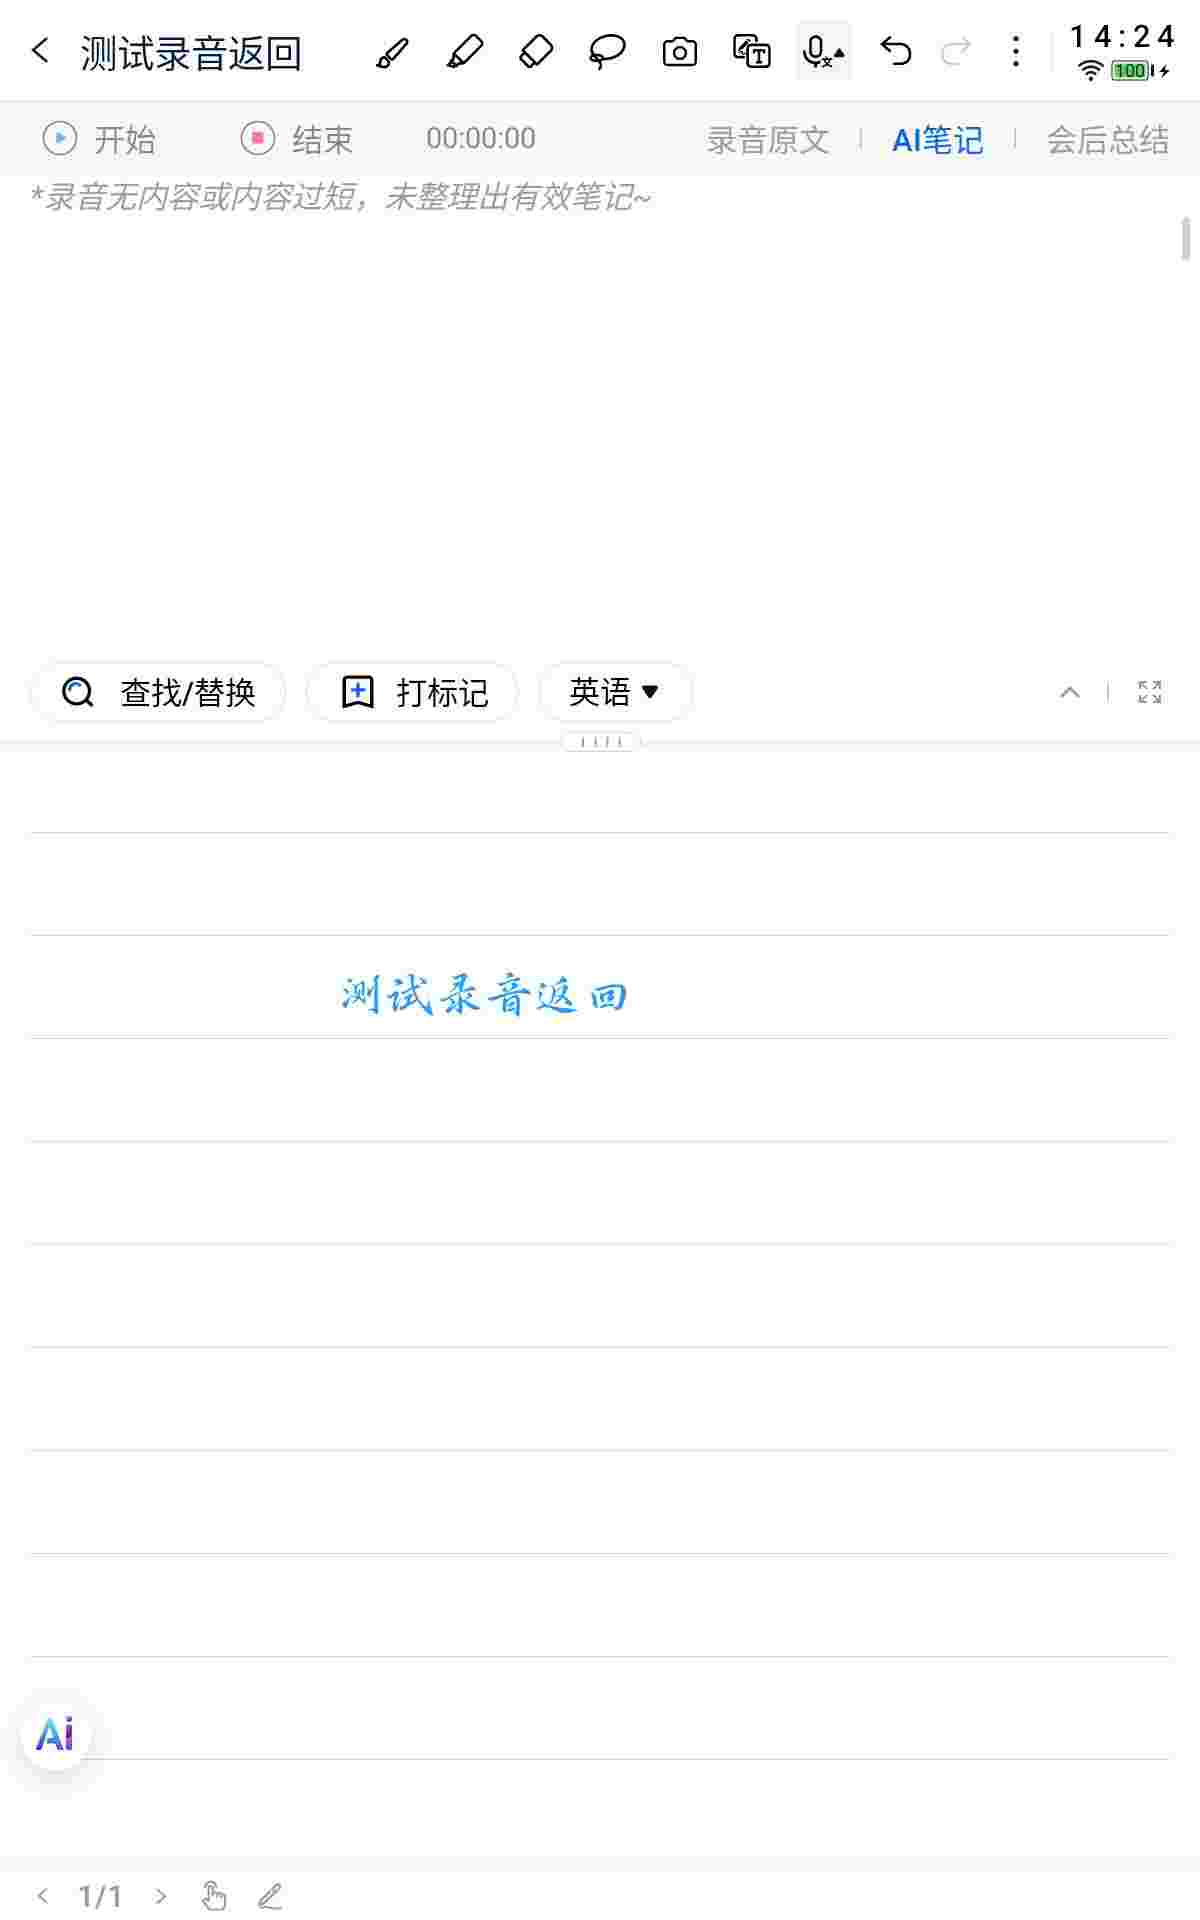 测试录音返回
14:24
100
开始 结束 00:00:00 录音原文 AI笔记 会后总结
*录音无内容或内容过短，未整理出有效笔记~
查找/替换 打标记 英语
测试录音返回
Ai
1/1